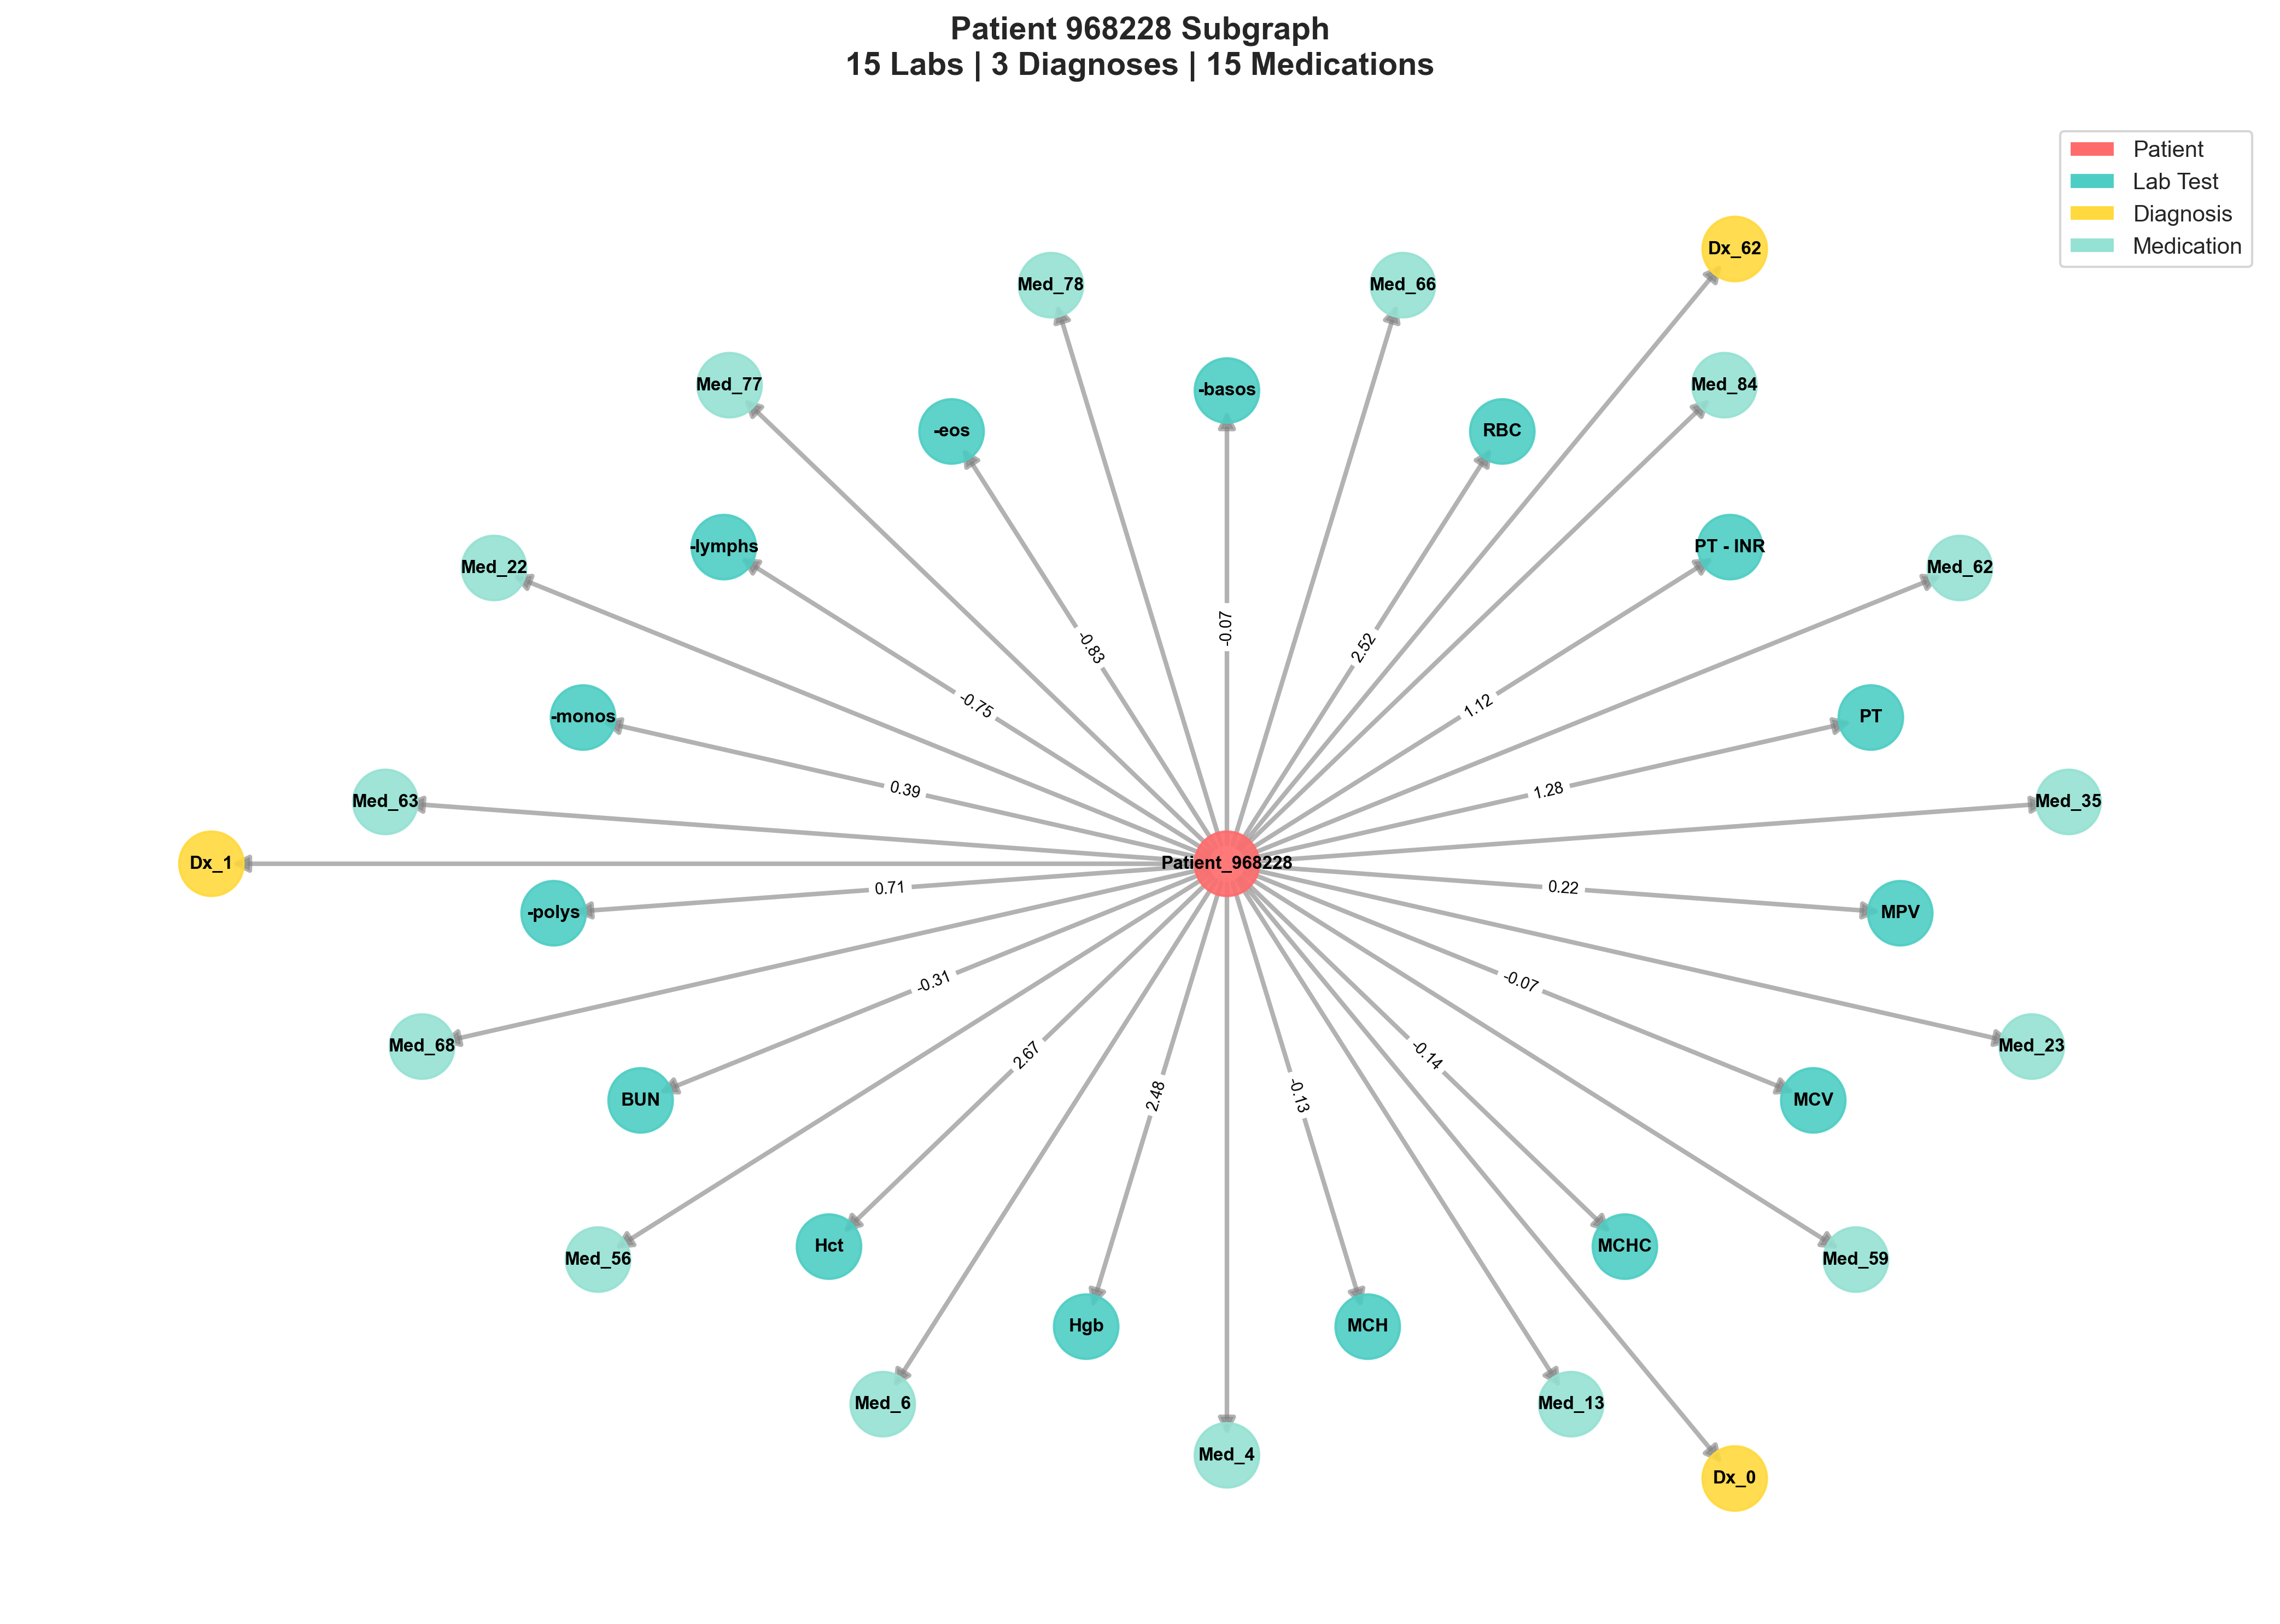 Patient 968228 Subgraph
15 Labs | 3 Diagnoses | 15 Medications
Patient
Lab Test
Diagnosis
Medication
Dx_62
Med_78
Med_66
Med_77
Med_84
-basos
-eos
RBC
-lymphs
PT - INR
Med_22
Med_62
-0.07
-0.83
2.52
-0.75
1.12
-monos
PT
0.39
1.28
Med_63
Med_35
Dx_1
Patient_968228
0.71
0.22
-polys
MPV
-0.31
-0.07
Med_68
Med_23
2.67
-0.14
BUN
2.48
-0.13
MCV
Hct
MCHC
Med_56
Med_59
Hgb
MCH
Med_6
Med_13
Med_4
Dx_0